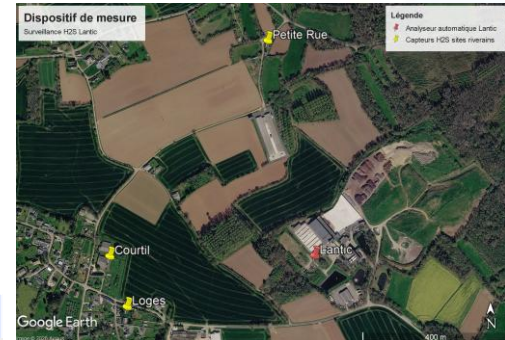 Dispositif de mesure
Surveillance H2S Lantic
Légende
Analyseur automatique Lantic
Capteurs H2S sites riverains
Petite Rue
Lantic
Courtil
Loges
Google Earth
N
400 m